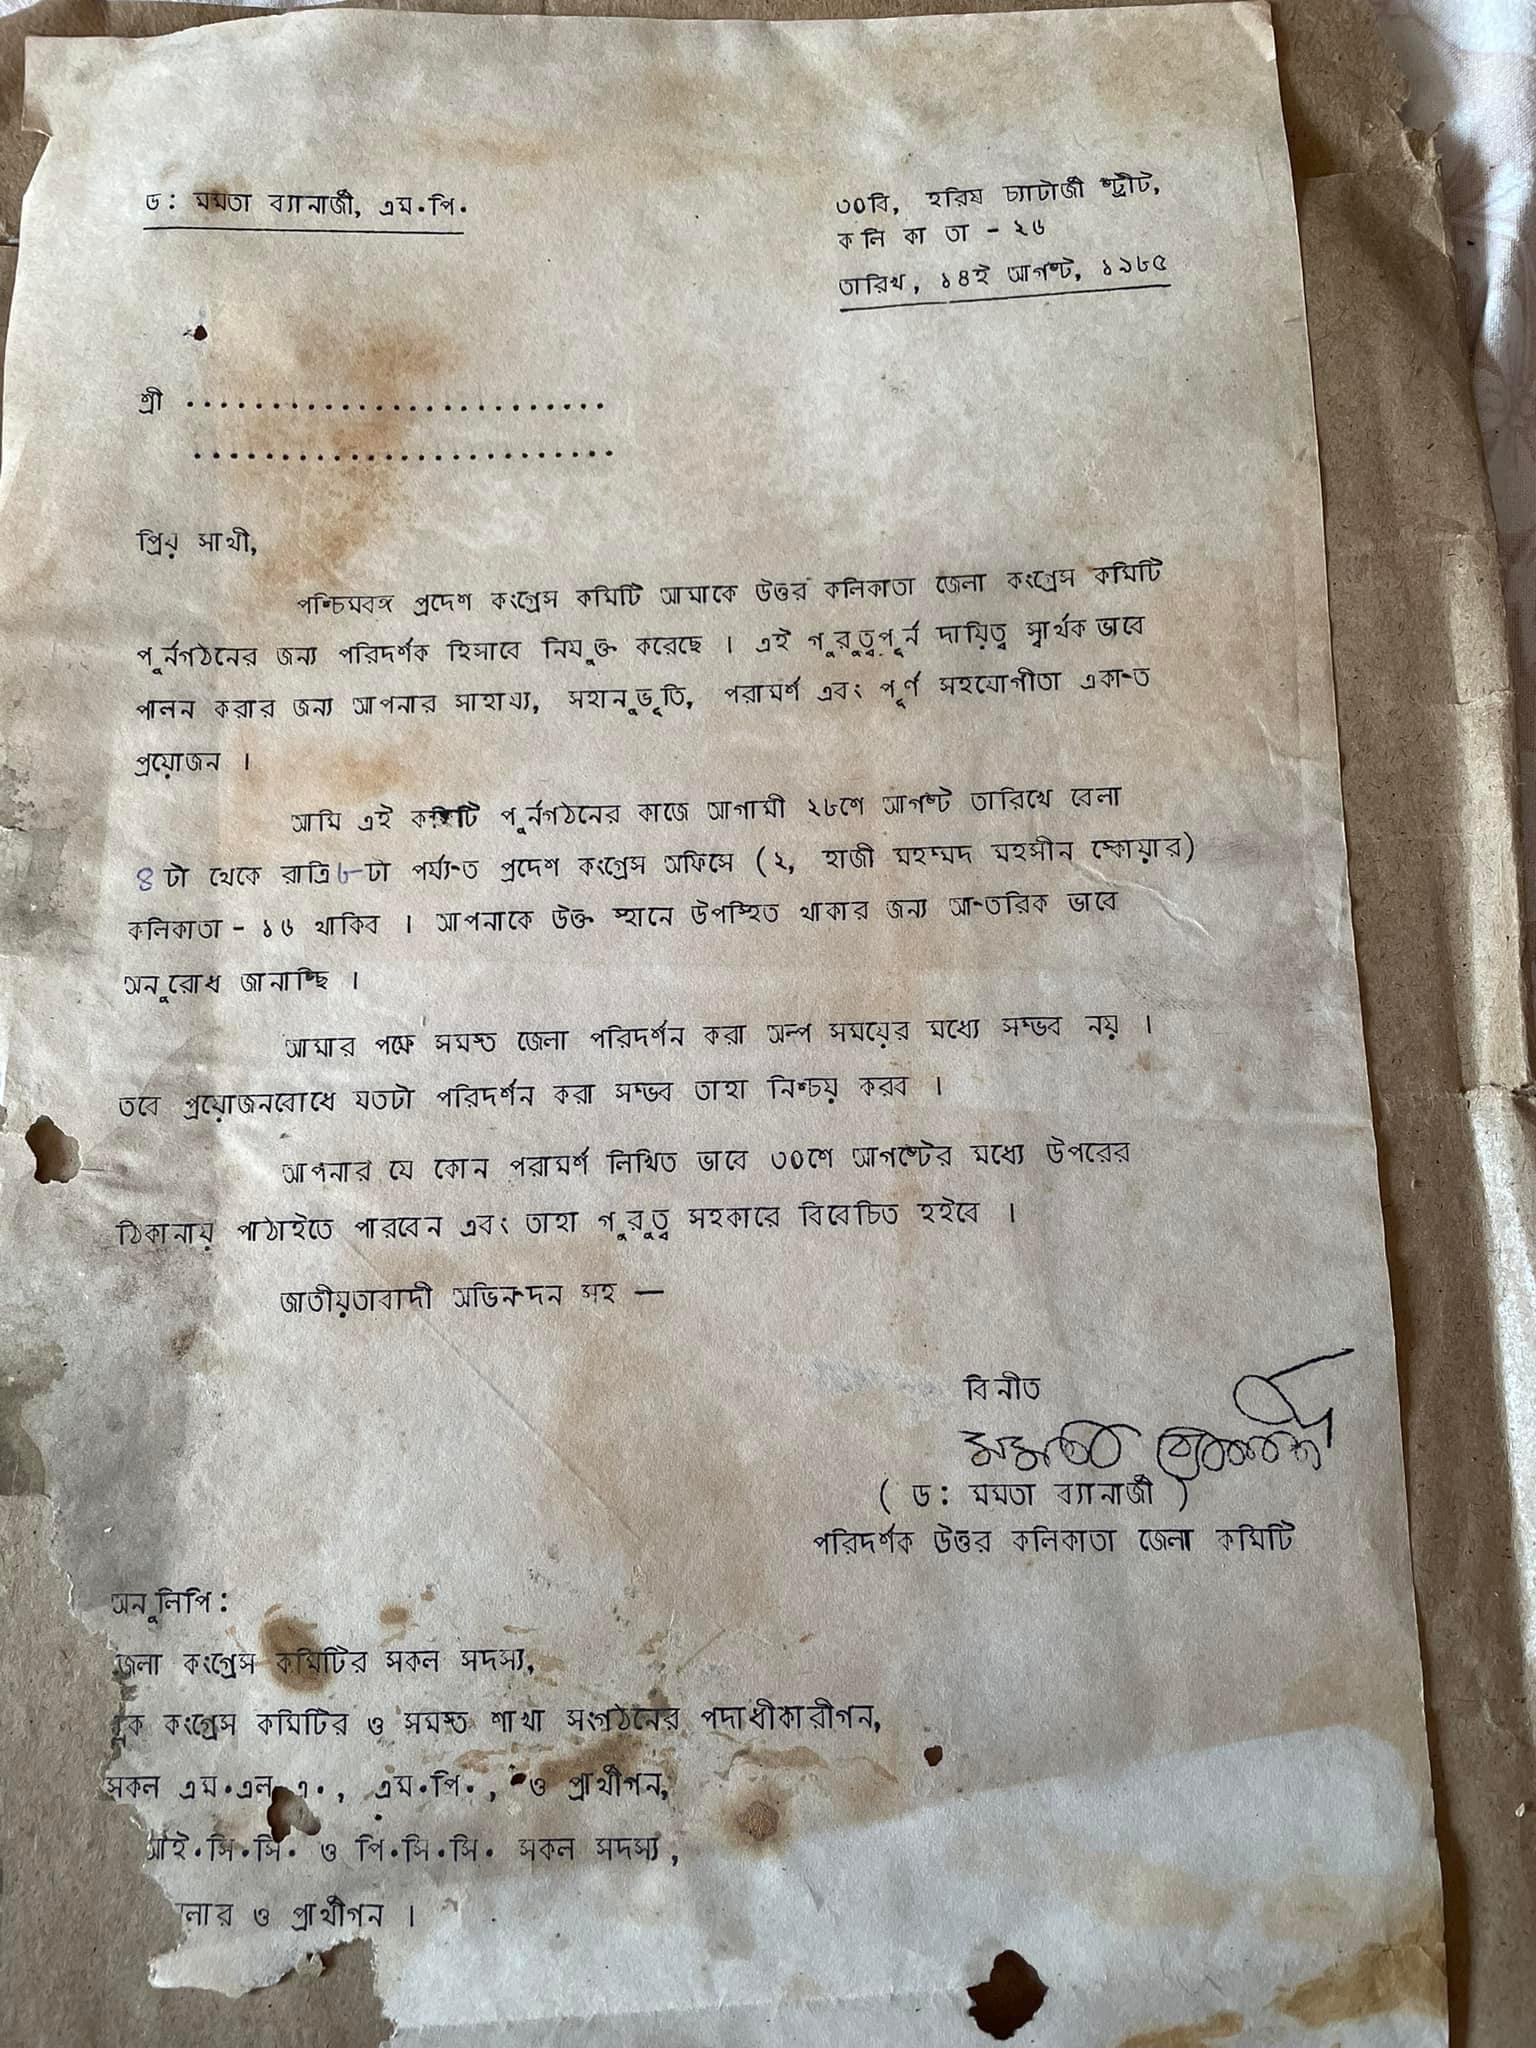 ড: মমতা ব্যানার্জী, এম.পি.
৩০বি, হরিষ চ্যাটার্জী স্ট্রীট,
কলিকাতা - ২৬
তারিখ, ১৪ই আগস্ট, ১৯৮৫
শ্রী ..........................
..........................
প্রিয় সাথী,
পশ্চিমবঙ্গ প্রদেশ কংগ্রেস কমিটি আমাকে উত্তর কলিকাতা জেলা কংগ্রেস কমিটি
পুর্নগঠনের জন্য পরিদর্শক হিসাবে নিযুক্ত করেছে । এই গুরুত্বপূর্ন দায়িত্ব স্বার্থক ভাবে
পালন করার জন্য আপনার সাহায্য, সহানুভূতি, পরামর্শ এবং পূর্ণ সহযোগীতা একান্ত
প্রয়োজন ।
আমি এই কমিটি পুর্নগঠনের কাজে আগামী ২৮শে আগস্ট তারিখে বেলা
৪টা থেকে রাত্রি ৮টা পর্য্যন্ত প্রদেশ কংগ্রেস অফিসে (২, হাজী মহম্মদ মহসীন স্কোয়ার)
কলিকাতা - ১৬ থাকিব । আপনাকে উক্ত স্থানে উপস্থিত থাকার জন্য আন্তরিক ভাবে
অনুরোধ জানাচ্ছি ।
আমার পক্ষে সমস্ত জেলা পরিদর্শন করা অল্প সময়ের মধ্যে সম্ভব নয় ।
তবে প্রয়োজনবোধে যতটা পরিদর্শন করা সম্ভব তাহা নিশ্চয় করব ।
আপনার যে কোন পরামর্শ লিখিত ভাবে ৩০শে আগস্টের মধ্যে উপরের
ঠিকানায় পাঠাইতে পারবেন এবং তাহা গুরুত্ব সহকারে বিবেচিত হইবে ।
জাতীয়তাবাদী অভিনন্দন সহ —
বিনীত
মমতা ব্যানার্জী
( ড: মমতা ব্যানার্জী )
পরিদর্শক উত্তর কলিকাতা জেলা কমিটি
অনুলিপি:
জেলা কংগ্রেস কমিটির সকল সদস্য,
কংগ্রেস কমিটির ও সমস্ত শাখা সংগঠনের পদাধীকারীগন,
সকল এম.এল.এ., এম.পি., ও প্রার্থীগন,
আই.সি.সি. ও পি.সি.সি. সকল সদস্য,
ও প্রার্থীগন ।